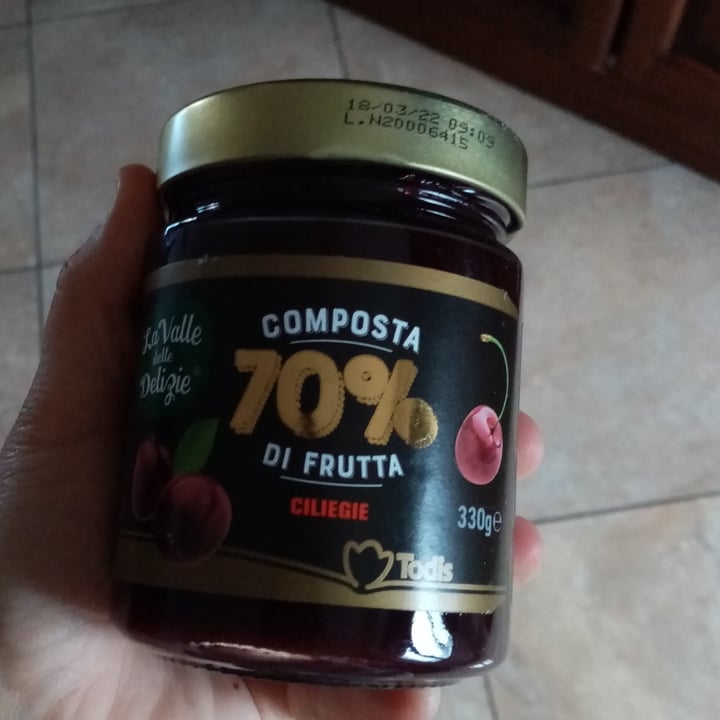 18/03/22 09:09
L.N20006415
La Valle
delle
Delizie
COMPOSTA
70%
DI FRUTTA
CILIEGIE
330g e
Todis